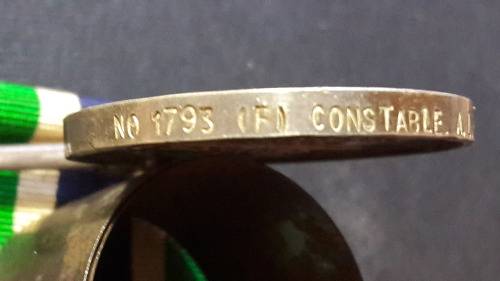 No 1793 (F) CONSTABLE. A.